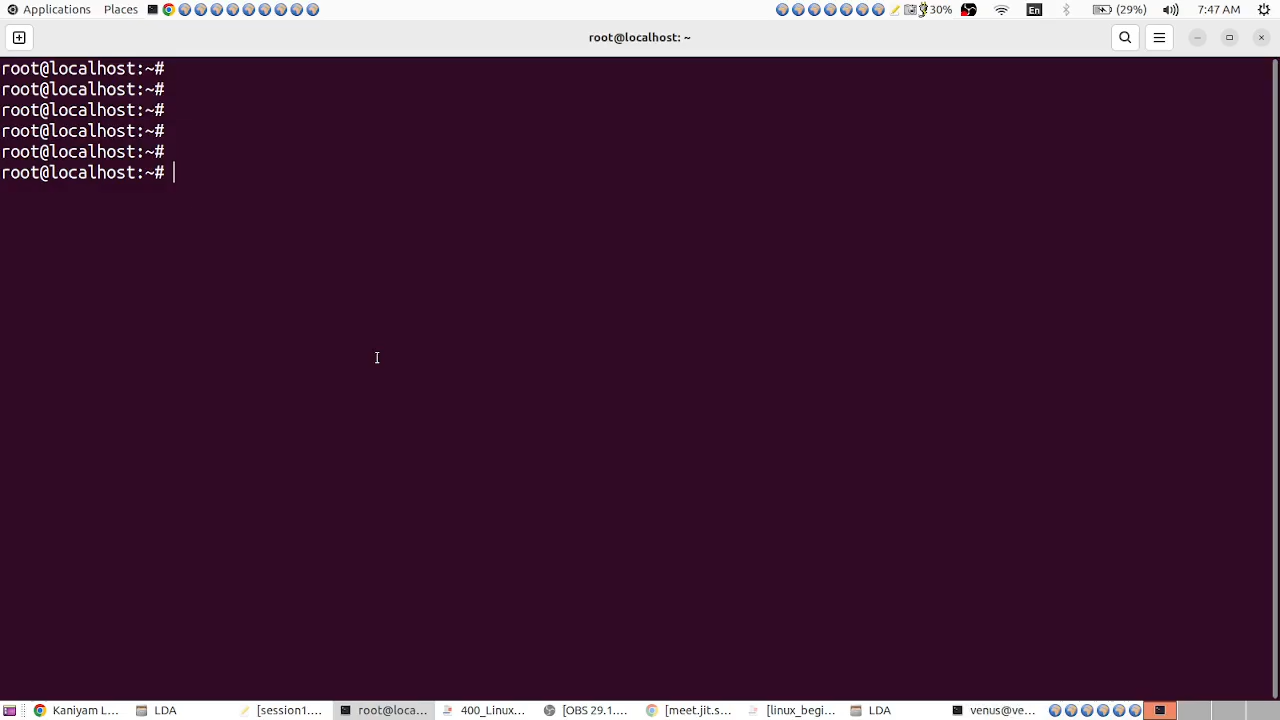 Applications Places 30% En (29%) 7:47 AM
root@localhost: ~
root@localhost:~#
root@localhost:~#
root@localhost:~#
root@localhost:~#
root@localhost:~#
root@localhost:~#
Kaniyam L... LDA [session1.... root@loca... 400_Linux... [OBS 29.1.... [meet.jit.s... [linux_begi... LDA venus@ve...